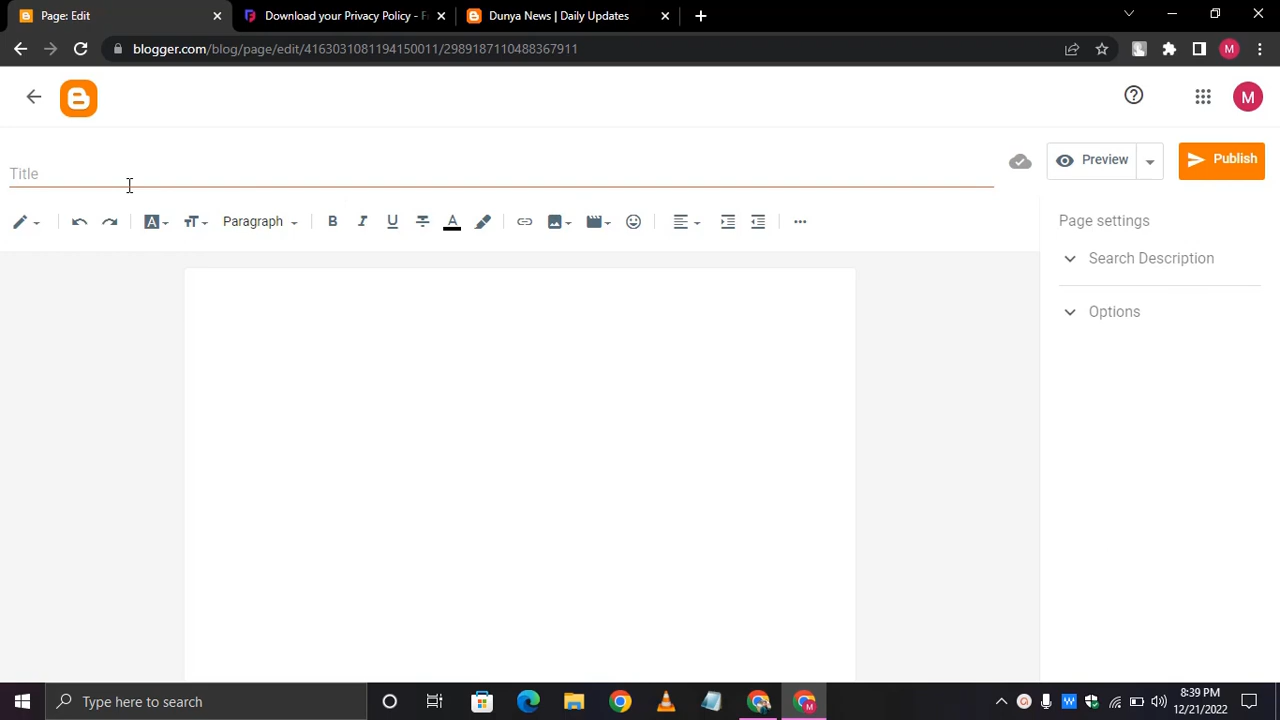 Page: Edit
Download your Privacy Policy - F
Dunya News | Daily Updates
blogger.com/blog/page/edit/4163031081194150011/2989187110488367911
M
M
Title
Preview
Publish
Paragraph
B
I
U
A
Page settings
Search Description
Options
Type here to search
8:39 PM
12/21/2022